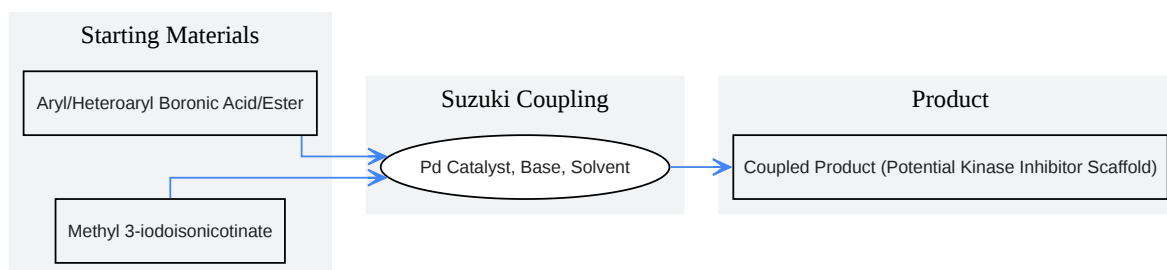 Starting Materials
Aryl/Heteroaryl Boronic Acid/Ester
Methyl 3-iodoisonicotinate
Suzuki Coupling
Pd Catalyst, Base, Solvent
Product
Coupled Product (Potential Kinase Inhibitor Scaffold)